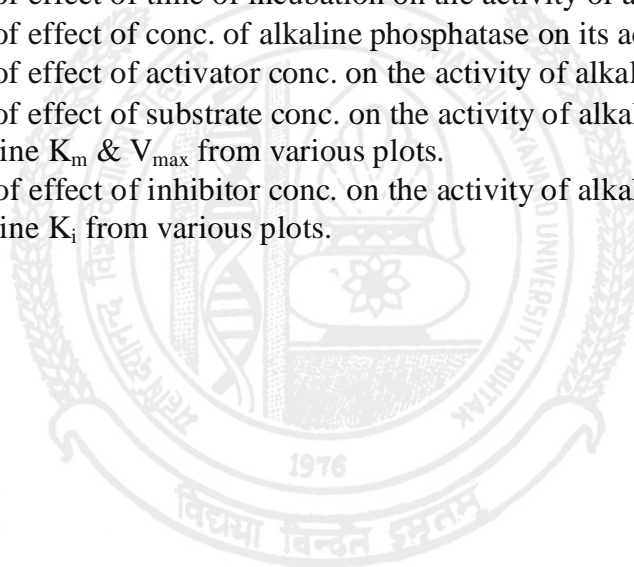 of effect of time of incubation on the activity of a
of effect of conc. of alkaline phosphatase on its ac
of effect of activator conc. on the activity of alkal
of effect of substrate conc. on the activity of alkal
ine Km & Vmax from various plots.
of effect of inhibitor conc. on the activity of alkal
ine Ki from various plots.
UNIVERSITY-ROHTAK
1976